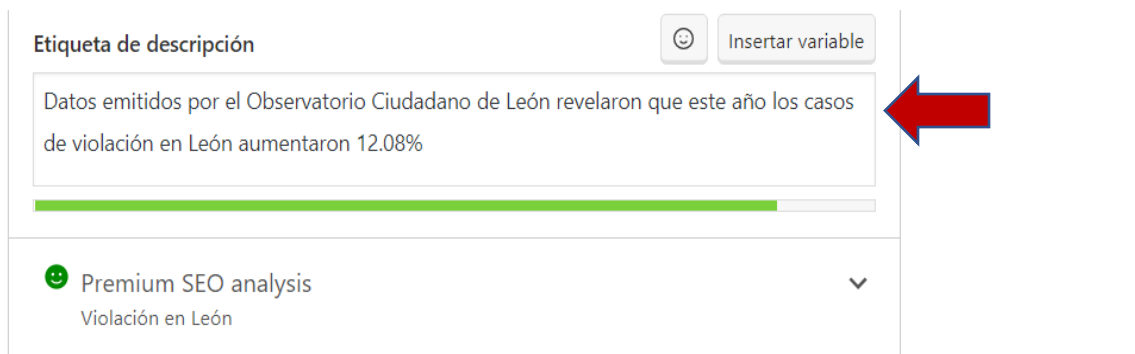 Etiqueta de descripción
Insertar variable
Datos emitidos por el Observatorio Ciudadano de León revelaron que este año los casos
de violación en León aumentaron 12.08%
Premium SEO analysis
Violación en León